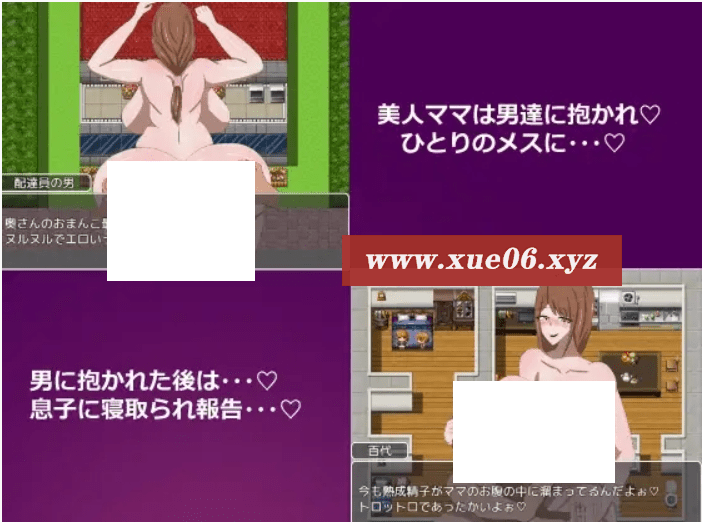 配達員の男
奥さんのおまんこ
ヌルヌルでエロい
美人ママは男達に抱かれ♡
ひとりのメスに・・・♡
www.xue06.xyz
男に抱かれた後は・・・♡
息子に寝取られ報告・・・♡
百代
今も熟成精子がママのお腹の中に溜まってるんだよぉ♡
トロットロであったかいよぉ♡